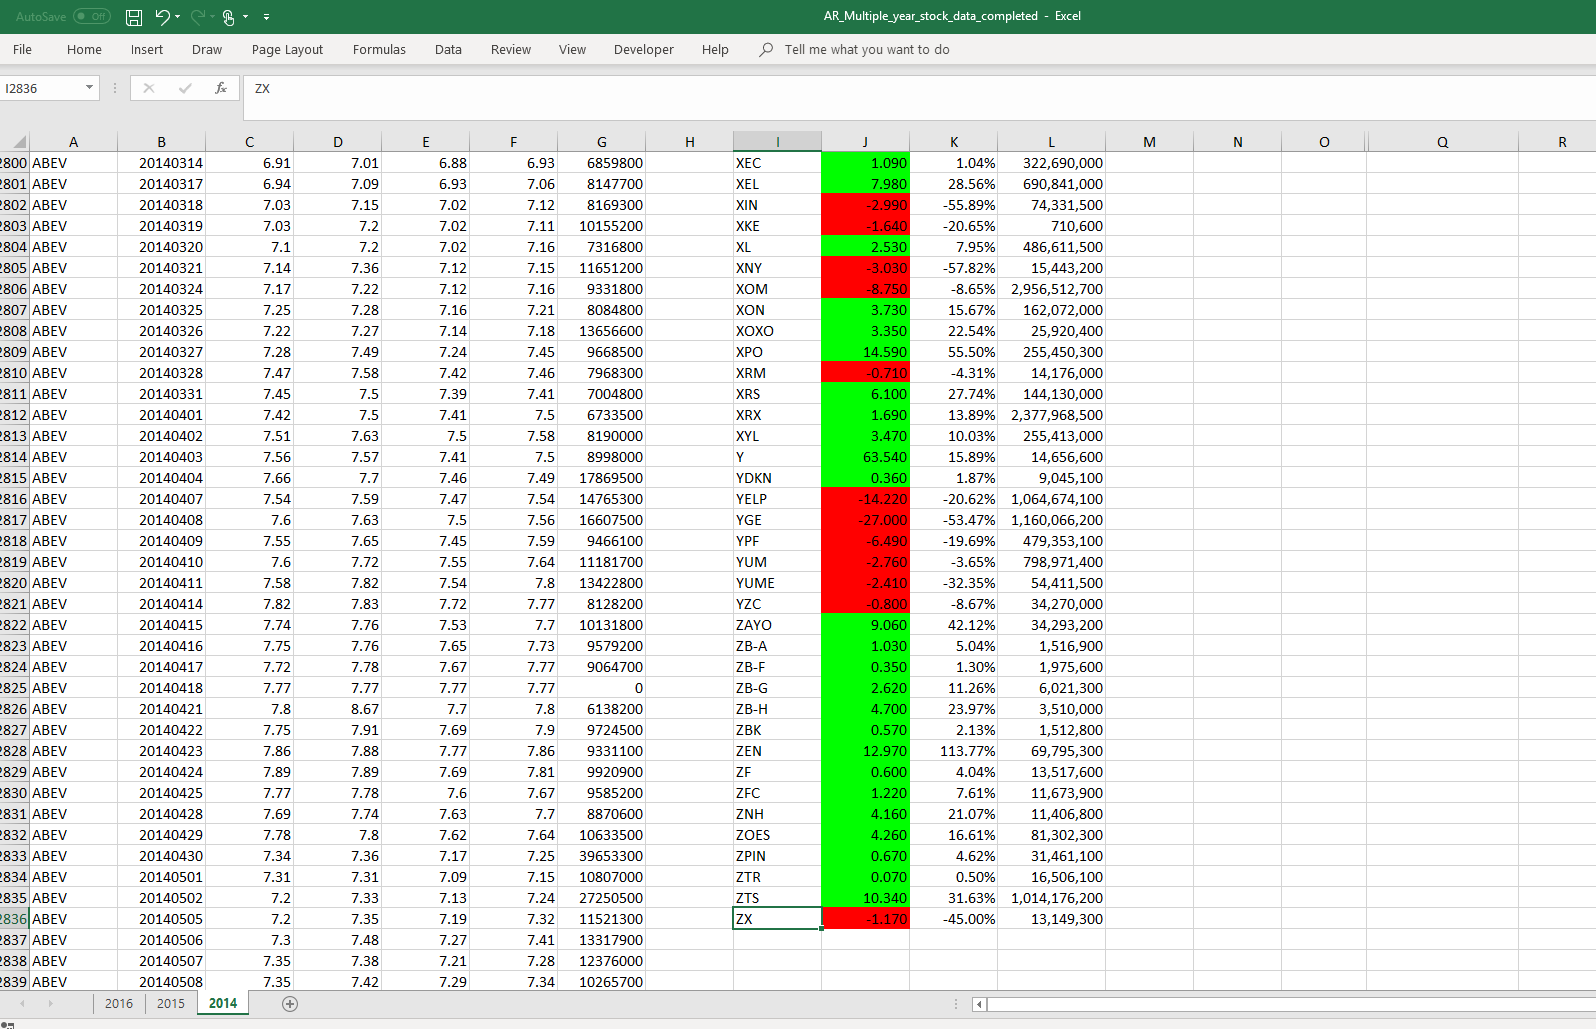 AutoSave Off AR_Multiple_year_stock_data_completed - Excel
File Home Insert Draw Page Layout Formulas Data Review View Developer Help Tell me what you want to do
I2836 fx ZX
A B C D E F G H I J K L M N O Q R
2800 ABEV 20140314 6.91 7.01 6.88 6.93 6859800 XEC 1.090 1.04% 322,690,000
2801 ABEV 20140317 6.94 7.09 6.93 7.06 8147700 XEL 7.980 28.56% 690,841,000
2802 ABEV 20140318 7.03 7.15 7.02 7.12 8169300 XIN -2.990 -55.89% 74,331,500
2803 ABEV 20140319 7.03 7.2 7.02 7.11 10155200 XKE -1.640 -20.65% 710,600
2804 ABEV 20140320 7.1 7.2 7.02 7.16 7316800 XL 2.530 7.95% 486,611,500
2805 ABEV 20140321 7.14 7.36 7.12 7.15 11651200 XNY -3.030 -57.82% 15,443,200
2806 ABEV 20140324 7.17 7.22 7.12 7.16 9331800 XOM -8.750 -8.65% 2,956,512,700
2807 ABEV 20140325 7.25 7.28 7.16 7.21 8084800 XON 3.730 15.67% 162,072,000
2808 ABEV 20140326 7.22 7.27 7.14 7.18 13656600 XOXO 3.350 22.54% 25,920,400
2809 ABEV 20140327 7.28 7.49 7.24 7.45 9668500 XPO 14.590 55.50% 255,450,300
2810 ABEV 20140328 7.47 7.58 7.42 7.46 7968300 XRM -0.710 -4.31% 14,176,000
2811 ABEV 20140331 7.45 7.5 7.39 7.41 7004800 XRS 6.100 27.74% 144,130,000
2812 ABEV 20140401 7.42 7.5 7.41 7.5 6733500 XRX 1.690 13.89% 2,377,968,500
2813 ABEV 20140402 7.51 7.63 7.5 7.58 8190000 XYL 3.470 10.03% 255,413,000
2814 ABEV 20140403 7.56 7.57 7.41 7.5 8998000 Y 63.540 15.89% 14,656,600
2815 ABEV 20140404 7.66 7.7 7.46 7.49 17869500 YDKN 0.360 1.87% 9,045,100
2816 ABEV 20140407 7.54 7.59 7.47 7.54 14765300 YELP -14.220 -20.62% 1,064,674,100
2817 ABEV 20140408 7.6 7.63 7.5 7.56 16607500 YGE -27.000 -53.47% 1,160,066,200
2818 ABEV 20140409 7.55 7.65 7.45 7.59 9466100 YPF -6.490 -19.69% 479,353,100
2819 ABEV 20140410 7.6 7.72 7.55 7.64 11181700 YUM -2.760 -3.65% 798,971,400
2820 ABEV 20140411 7.58 7.82 7.54 7.8 13422800 YUME -2.410 -32.35% 54,411,500
2821 ABEV 20140414 7.82 7.83 7.72 7.77 8128200 YZC -0.800 -8.67% 34,270,000
2822 ABEV 20140415 7.74 7.76 7.53 7.7 10131800 ZAYO 9.060 42.12% 34,293,200
2823 ABEV 20140416 7.75 7.76 7.65 7.73 9579200 ZB-A 1.030 5.04% 1,516,900
2824 ABEV 20140417 7.72 7.78 7.67 7.77 9064700 ZB-F 0.350 1.30% 1,975,600
2825 ABEV 20140418 7.77 7.77 7.77 7.77 0 ZB-G 2.620 11.26% 6,021,300
2826 ABEV 20140421 7.8 8.67 7.7 7.8 6138200 ZB-H 4.700 23.97% 3,510,000
2827 ABEV 20140422 7.75 7.91 7.69 7.9 9724500 ZBK 0.570 2.13% 1,512,800
2828 ABEV 20140423 7.86 7.88 7.77 7.86 9331100 ZEN 12.970 113.77% 69,795,300
2829 ABEV 20140424 7.89 7.89 7.69 7.81 9920900 ZF 0.600 4.04% 13,517,600
2830 ABEV 20140425 7.77 7.78 7.6 7.67 9585200 ZFC 1.220 7.61% 11,673,900
2831 ABEV 20140428 7.69 7.74 7.63 7.7 8870600 ZNH 4.160 21.07% 11,406,800
2832 ABEV 20140429 7.78 7.8 7.62 7.64 10633500 ZOES 4.260 16.61% 81,302,300
2833 ABEV 20140430 7.34 7.36 7.17 7.25 39653300 ZPIN 0.670 4.62% 31,461,100
2834 ABEV 20140501 7.31 7.31 7.09 7.15 10807000 ZTR 0.070 0.50% 16,506,100
2835 ABEV 20140502 7.2 7.33 7.13 7.24 27250500 ZTS 10.340 31.63% 1,014,176,200
2836 ABEV 20140505 7.2 7.35 7.19 7.32 11521300 ZX -1.170 -45.00% 13,149,300
2837 ABEV 20140506 7.3 7.48 7.27 7.41 13317900
2838 ABEV 20140507 7.35 7.38 7.21 7.28 12376000
2839 ABEV 20140508 7.35 7.42 7.29 7.34 10265700
2016 2015 2014